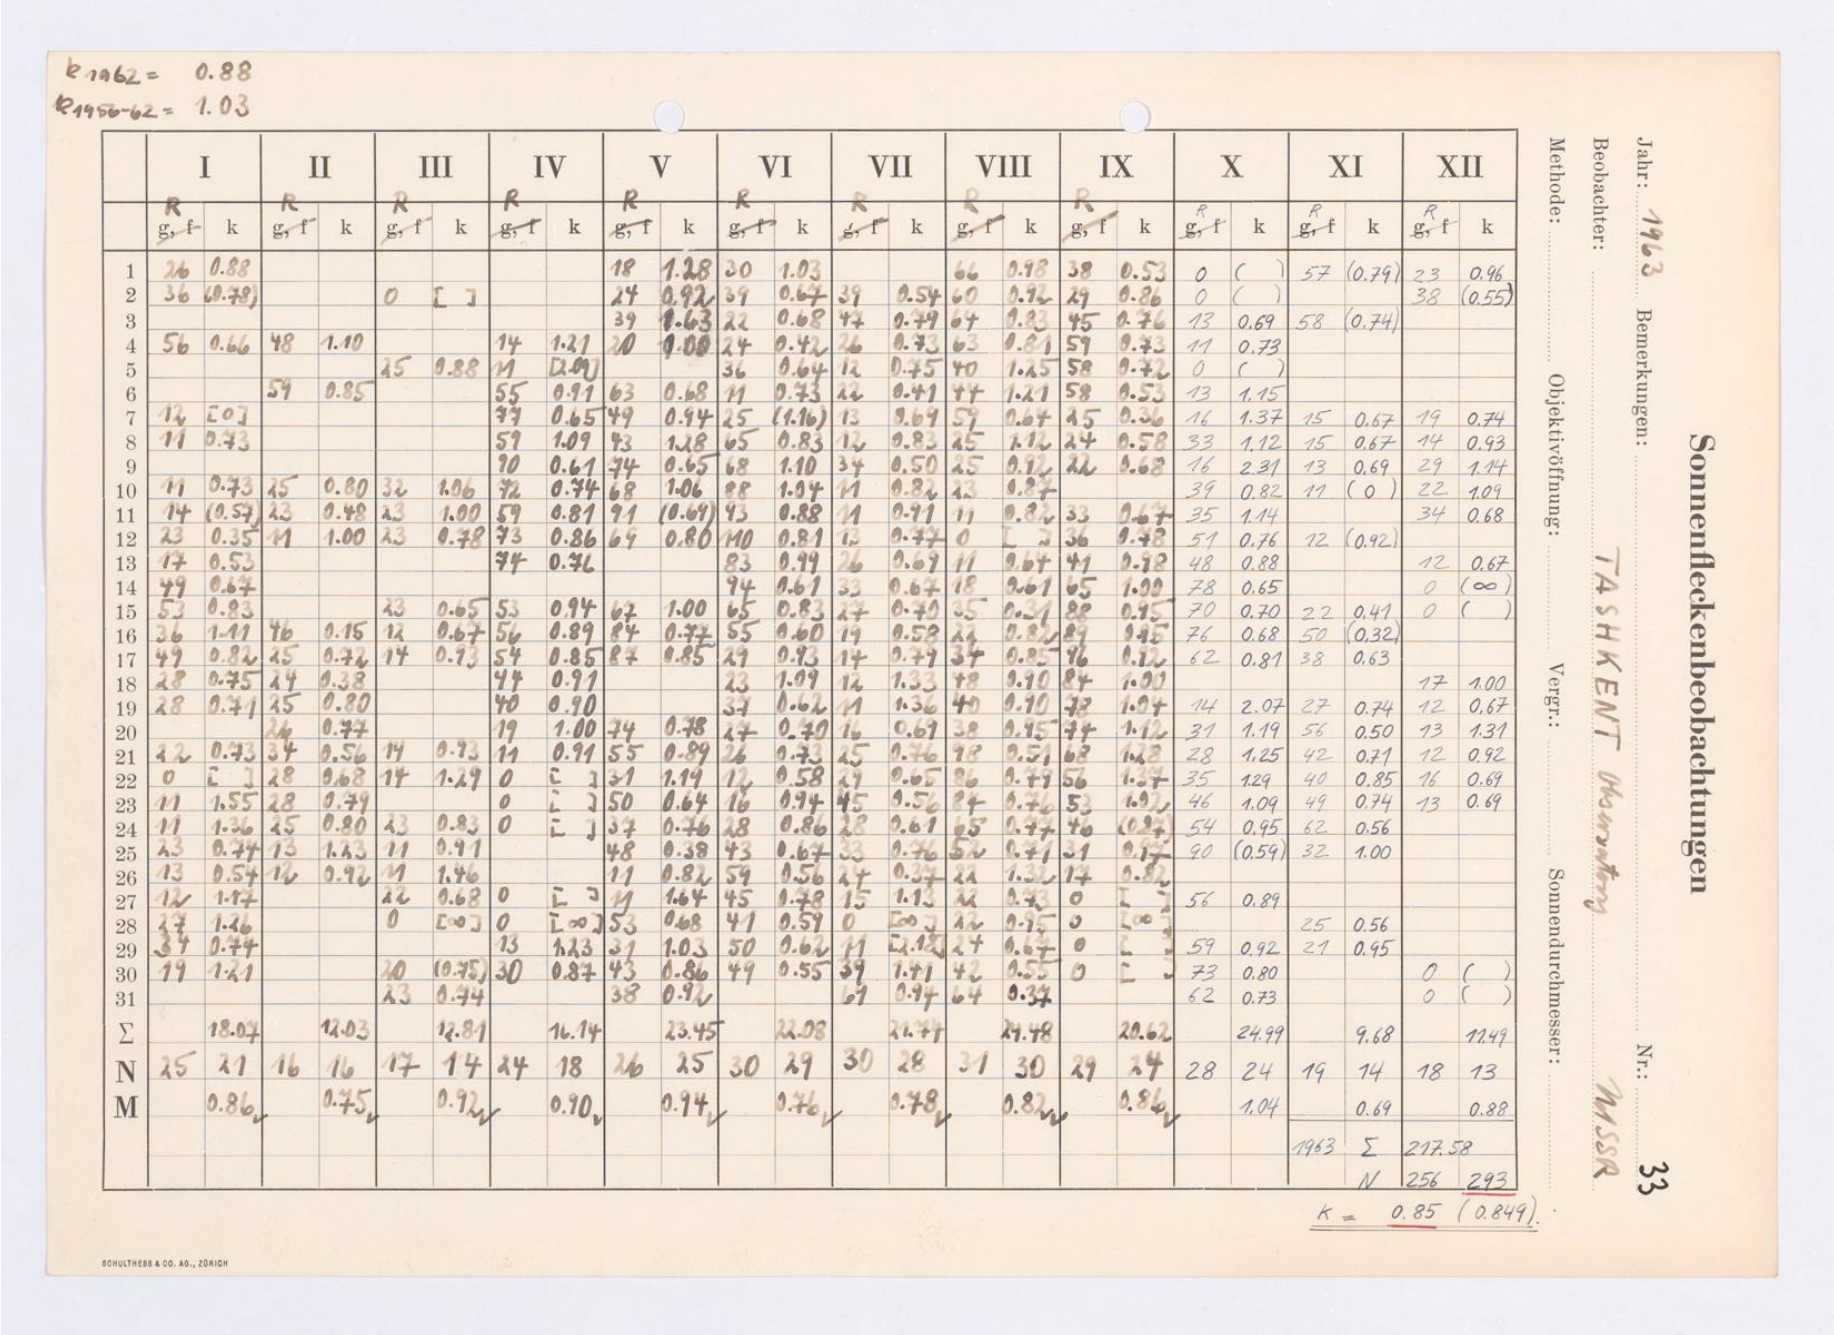 k1962 = 0.88
k1956-62 = 1.03
I II III IV V VI VII VIII IX X XI XII
R R R R R R R R R R R R
g, f k g, f k g, f k g, f k g, f k g, f k g, f k g, f k g, f k g, f k g, f k g, f k
1 26 0.88 18 1.28 30 1.03 66 0.98 38 0.53 0 ( ) 57 (0.79) 23 0.96
2 36 (0.78) 0 [ ] 24 0.92 39 0.67 39 0.54 60 0.92 29 0.86 0 ( ) 38 (0.55)
3 39 1.63 22 0.68 47 0.79 64 0.83 45 0.76 13 0.69 58 (0.74)
4 56 0.66 48 1.10 14 1.21 20 1.00 24 0.42 26 0.73 63 0.81 59 0.73 11 0.73
5 25 0.88 11 [2.09] 36 0.64 12 0.75 40 1.25 58 0.72 0 ( )
6 59 0.85 55 0.91 63 0.68 11 0.73 22 0.41 44 1.21 58 0.53 13 1.15
7 12 [0] 77 0.65 49 0.94 25 (1.16) 13 0.69 59 0.64 25 0.36 16 1.37 15 0.67 19 0.74
8 11 0.73 59 1.09 43 1.28 65 0.83 12 0.83 25 1.12 24 0.58 33 1.12 15 0.67 14 0.93
9 90 0.61 74 0.65 68 1.10 34 0.50 25 0.92 22 0.68 16 2.31 13 0.69 29 1.14
10 11 0.73 25 0.80 32 1.06 72 0.74 68 1.06 88 1.04 11 0.82 23 0.87 39 0.82 11 (0) 22 1.09
11 14 (0.57) 23 0.48 23 1.00 59 0.81 91 (0.69) 93 0.88 11 0.91 11 0.82 33 0.67 35 1.14 34 0.68
12 23 0.35 11 1.00 23 0.78 73 0.86 69 0.80 110 0.81 13 0.77 0 [ ] 36 0.78 51 0.76 12 (0.92)
13 17 0.53 74 0.76 83 0.99 26 0.69 11 0.64 41 0.98 48 0.88 12 0.67
14 49 0.67 94 0.61 33 0.67 18 0.61 65 1.00 78 0.65 0 (∞)
15 53 0.83 23 0.65 53 0.94 67 1.00 65 0.83 27 0.70 35 0.31 88 0.95 70 0.70 22 0.41 0 ( )
16 36 1.11 46 0.15 12 0.67 56 0.89 84 0.77 55 0.60 19 0.58 22 0.82 89 0.95 76 0.68 50 (0.32)
17 49 0.82 25 0.72 14 0.93 54 0.85 87 0.85 29 0.93 14 0.79 34 0.85 96 0.92 62 0.81 38 0.63
18 28 0.75 24 0.38 44 0.91 23 1.09 12 1.33 48 0.90 84 1.00 17 1.00
19 28 0.71 25 0.80 40 0.90 37 0.62 11 1.36 40 0.90 78 1.04 14 2.07 27 0.74 12 0.67
20 26 0.77 19 1.00 74 0.78 27 0.70 16 0.69 38 0.95 74 1.12 31 1.19 56 0.50 13 1.31
21 22 0.73 34 0.56 14 0.93 11 0.91 55 0.89 26 0.73 25 0.76 98 0.51 68 1.28 28 1.25 42 0.71 12 0.92
22 0 [ ] 28 0.68 14 1.29 0 [ ] 31 1.19 12 0.58 29 0.65 86 0.79 56 1.37 35 1.29 40 0.85 16 0.69
23 11 1.55 28 0.79 0 [ ] 50 0.64 16 0.94 45 0.56 84 0.76 53 1.02 46 1.09 49 0.74 13 0.69
24 11 1.36 25 0.80 23 0.83 0 [ ] 37 0.76 28 0.86 28 0.61 65 0.77 46 (0.87) 54 0.95 62 0.56
25 23 0.74 13 1.23 11 0.91 48 0.38 43 0.67 33 0.76 52 0.71 31 0.97 90 (0.59) 32 1.00
26 13 0.54 12 0.92 11 1.46 11 0.82 59 0.56 24 0.37 22 1.32 17 0.82
27 12 1.17 22 0.68 0 [ ] 11 1.64 45 0.78 15 1.13 22 0.73 0 [ ] 56 0.89
28 27 1.26 0 [∞] 0 [∞] 53 0.68 41 0.59 0 [∞] 22 0.95 0 [∞] 25 0.56
29 34 0.74 13 1.23 31 1.03 50 0.62 11 [2.18] 24 0.67 0 [ ] 59 0.92 21 0.95
30 19 1.21 20 (0.75) 30 0.87 43 0.86 49 0.55 39 1.41 42 0.55 0 [ ] 73 0.80 0 ( )
31 23 0.74 38 0.92 61 0.94 64 0.37 62 0.73 0 ( )
Σ 18.07 12.03 12.81 16.14 23.45 22.08 21.74 24.48 20.62 24.99 9.68 11.49
N 25 21 16 16 17 14 24 18 26 25 30 29 30 28 31 30 29 24 28 24 19 14 18 13
M 0.86 0.75 0.92 0.90 0.94 0.76 0.78 0.82 0.86 1.04 0.69 0.88
1963 Σ 217.58
N 256 293
K = 0.85 (0.849).
SCHULTHESS & CO. AG., ZÜRICH
Sonnenfleckenbeobachtungen
Jahr: 1963 Bemerkungen: Nr.: 33
Beobachter: TASHKENT Observatory USSR
Methode: Objektivöffnung: Vergr.: Sonnendurchmesser: